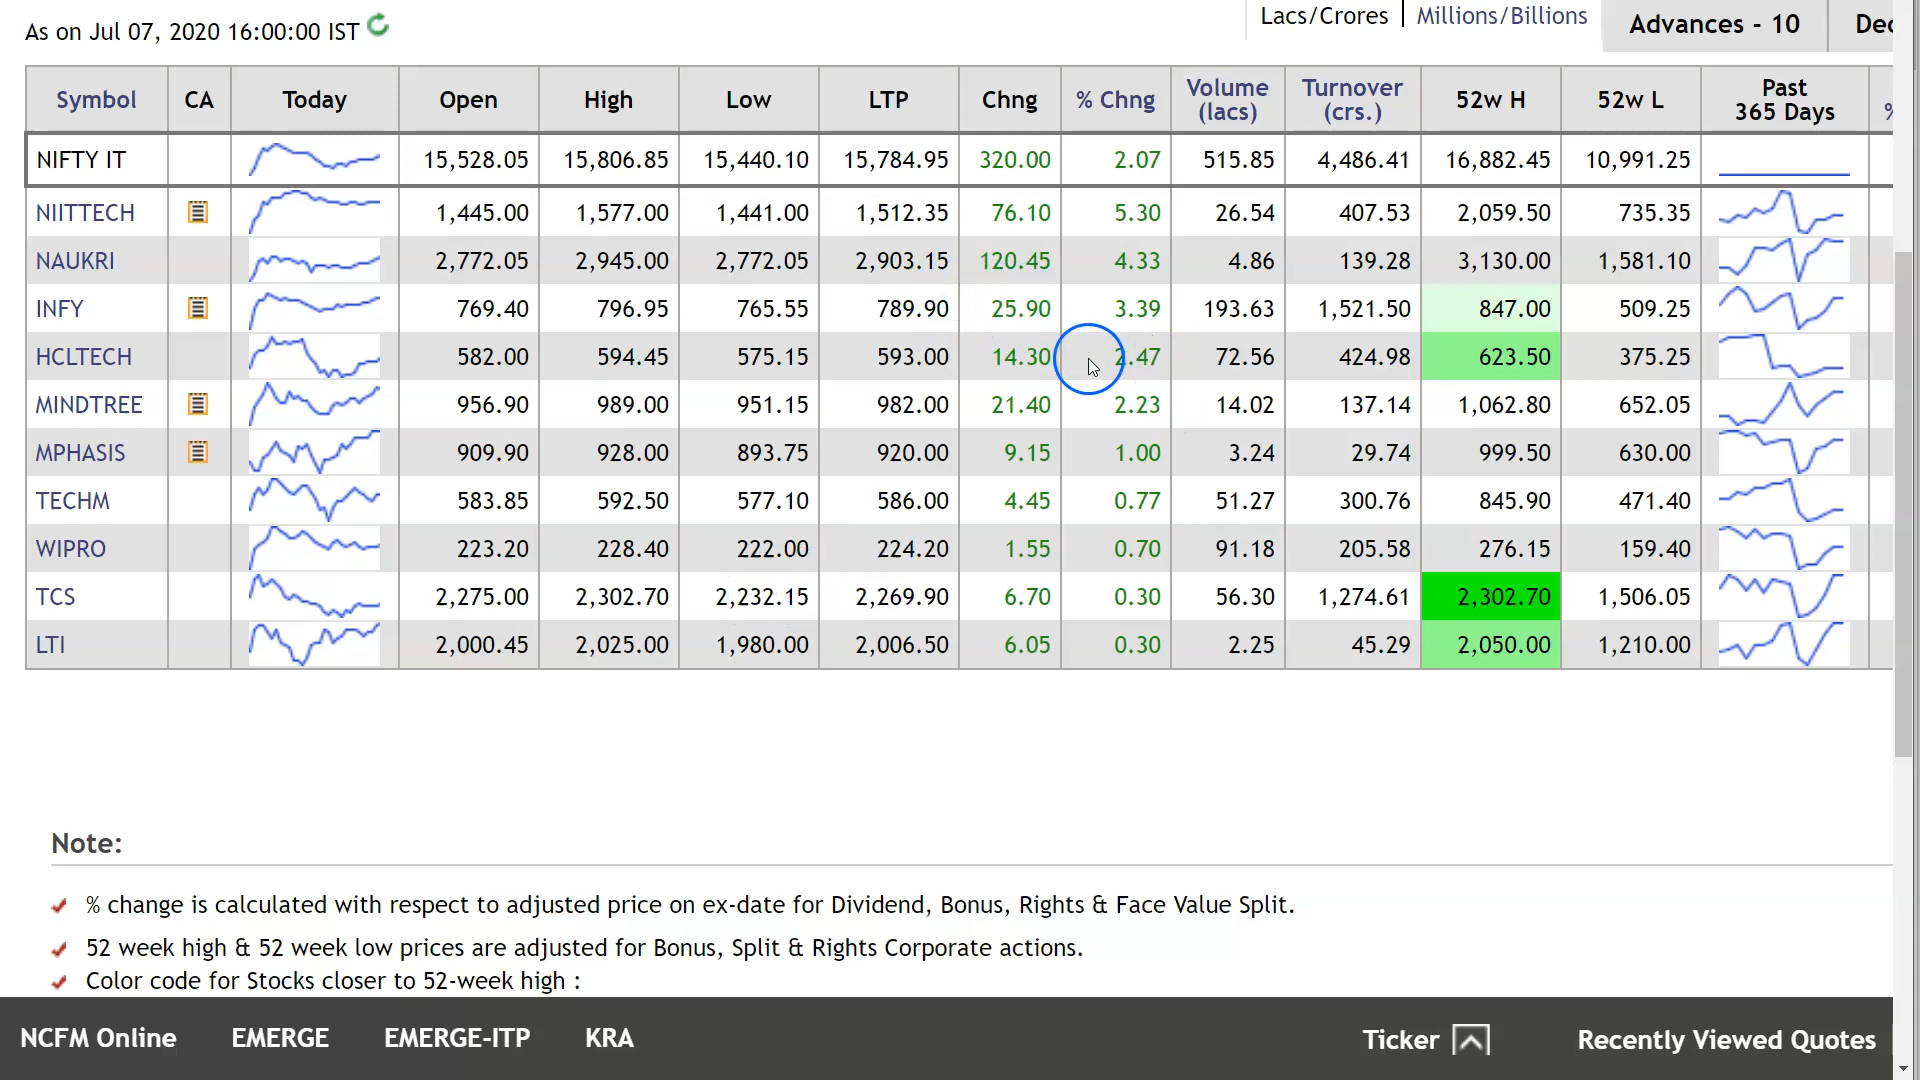 As on Jul 07, 2020 16:00:00 IST
Lacs/Crores | Millions/Billions
Advances - 10
Symbol CA Today Open High Low LTP Chng % Chng Volume (lacs) Turnover (crs.) 52w H 52w L Past 365 Days %
NIFTY IT 15,528.05 15,806.85 15,440.10 15,784.95 320.00 2.07 515.85 4,486.41 16,882.45 10,991.25
NIITTECH 1,445.00 1,577.00 1,441.00 1,512.35 76.10 5.30 26.54 407.53 2,059.50 735.35
NAUKRI 2,772.05 2,945.00 2,772.05 2,903.15 120.45 4.33 4.86 139.28 3,130.00 1,581.10
INFY 769.40 796.95 765.55 789.90 25.90 3.39 193.63 1,521.50 847.00 509.25
HCLTECH 582.00 594.45 575.15 593.00 14.30 2.47 72.56 424.98 623.50 375.25
MINDTREE 956.90 989.00 951.15 982.00 21.40 2.23 14.02 137.14 1,062.80 652.05
MPHASIS 909.90 928.00 893.75 920.00 9.15 1.00 3.24 29.74 999.50 630.00
TECHM 583.85 592.50 577.10 586.00 4.45 0.77 51.27 300.76 845.90 471.40
WIPRO 223.20 228.40 222.00 224.20 1.55 0.70 91.18 205.58 276.15 159.40
TCS 2,275.00 2,302.70 2,232.15 2,269.90 6.70 0.30 56.30 1,274.61 2,302.70 1,506.05
LTI 2,000.45 2,025.00 1,980.00 2,006.50 6.05 0.30 2.25 45.29 2,050.00 1,210.00
Note:
% change is calculated with respect to adjusted price on ex-date for Dividend, Bonus, Rights & Face Value Split.
52 week high & 52 week low prices are adjusted for Bonus, Split & Rights Corporate actions.
Color code for Stocks closer to 52-week high :
NCFM Online EMERGE EMERGE-ITP KRA Ticker Recently Viewed Quotes